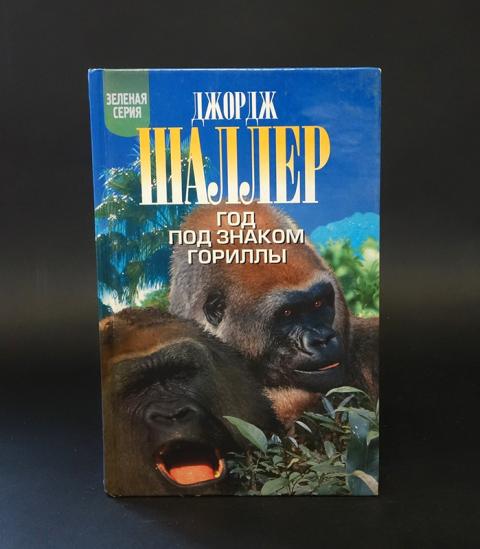 ЗЕЛЕНАЯ
СЕРИЯ
ДЖОРДЖ
ШАЛЛЕР
ГОД
ПОД ЗНАКОМ
ГОРИЛЛЫ